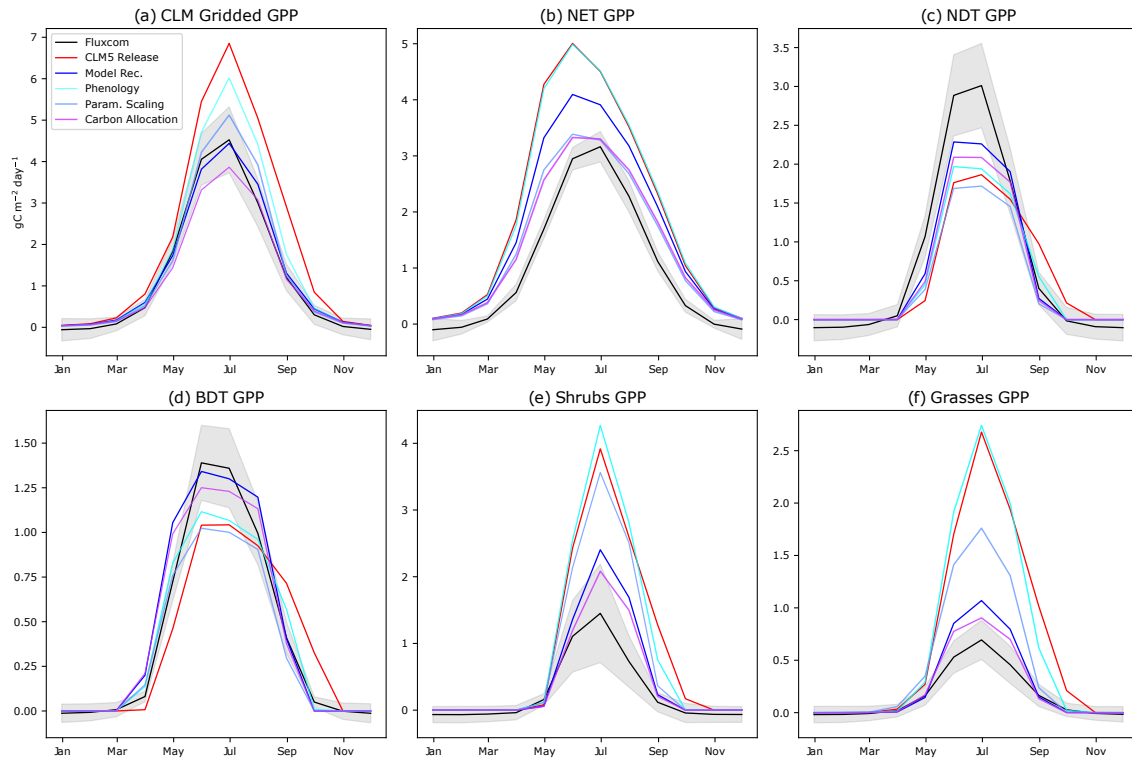 (a) CLM Gridded GPP
(b) NET GPP
(c) NDT GPP
gC m⁻² day⁻¹
7
6
5
4
3
2
1
0
Fluxcom
CLM5 Release
Model Rec.
Phenology
Param. Scaling
Carbon Allocation
Jan Mar May Jul Sep Nov
5
4
3
2
1
0
Jan Mar May Jul Sep Nov
3.5
3.0
2.5
2.0
1.5
1.0
0.5
0.0
Jan Mar May Jul Sep Nov
(d) BDT GPP
(e) Shrubs GPP
(f) Grasses GPP
1.50
1.25
1.00
0.75
0.50
0.25
0.00
Jan Mar May Jul Sep Nov
4
3
2
1
0
Jan Mar May Jul Sep Nov
2.5
2.0
1.5
1.0
0.5
0.0
Jan Mar May Jul Sep Nov